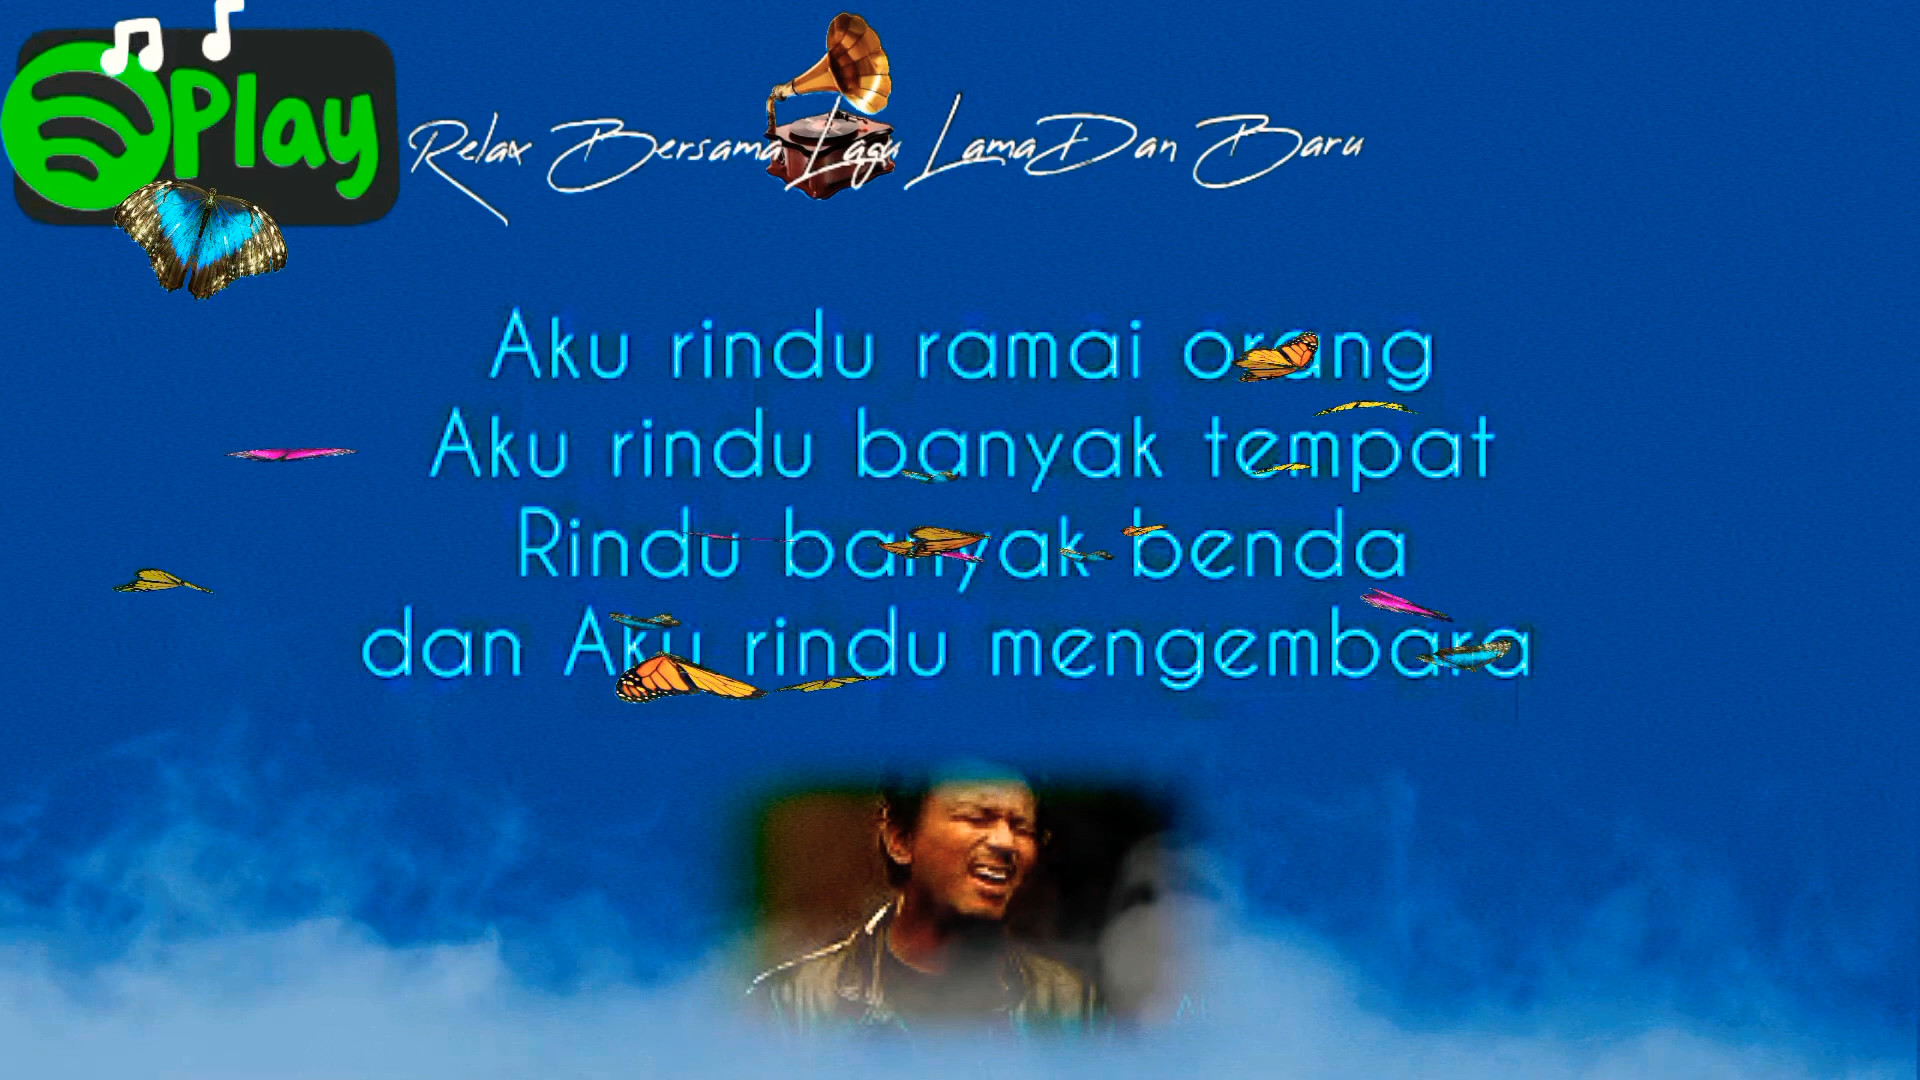 Play
Relax Bersama Lagu Lama Dan Baru
Aku rindu ramai orang
Aku rindu banyak tempat
Rindu banyak benda
dan Aku rindu mengembara